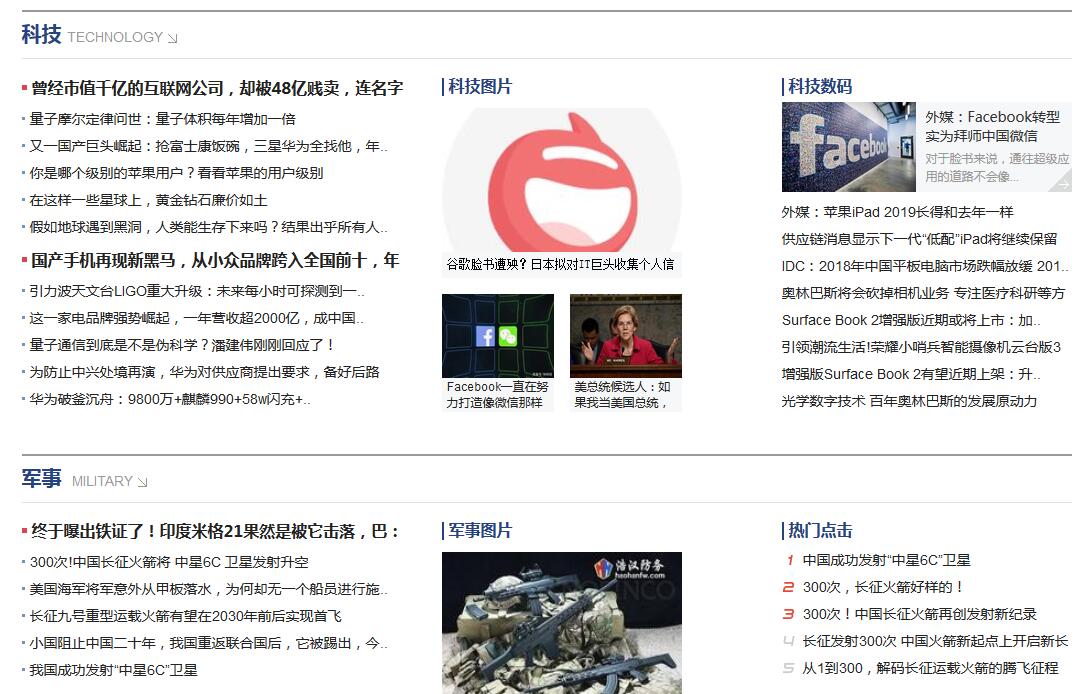 科技 TECHNOLOGY
曾经市值千亿的互联网公司，却被48亿贱卖，连名字
量子摩尔定律问世：量子体积每年增加一倍
又一国产巨头崛起：抢富士康饭碗，三星华为全找他，年..
你是哪个级别的苹果用户？看看苹果的用户级别
在这样一些星球上，黄金钻石廉价如土
假如地球遇到黑洞，人类能生存下来吗？结果出乎所有人..
国产手机再现新黑马，从小众品牌跨入全国前十，年
引力波天文台LIGO重大升级：未来每小时可探测到一..
这一家电品牌强势崛起，一年营收超2000亿，成中国..
量子通信到底是不是伪科学？潘建伟刚刚回应了！
为防止中兴处境再演，华为对供应商提出要求，备好后路
华为破釜沉舟：9800万+麒麟990+58w闪充+..
科技图片
谷歌脸书遭殃？日本拟对IT巨头收集个人信
Facebook一直在努
力打造像微信那样
美总统候选人：如
果我当美国总统，
科技数码
facebook
外媒：Facebook转型
实为拜师中国微信
对于脸书来说，通往超级应
用的道路不会像...
外媒：苹果iPad 2019长得和去年一样
供应链消息显示下一代“低配”iPad将继续保留
IDC：2018年中国平板电脑市场跌幅放缓 201..
奥林巴斯将会砍掉相机业务 专注医疗科研等方
Surface Book 2增强版近期或将上市：加..
引领潮流生活!荣耀小哨兵智能摄像机云台版3
增强版Surface Book 2有望近期上架：升..
光学数字技术 百年奥林巴斯的发展原动力
军事 MILITARY
终于曝出铁证了！印度米格21果然是被它击落，巴：
300次!中国长征火箭将 中星6C 卫星发射升空
美国海军将军意外从甲板落水，为何却无一个船员进行施..
长征九号重型运载火箭有望在2030年前后实现首飞
小国阻止中国二十年，我国重返联合国后，它被踢出，今..
我国成功发射“中星6C”卫星
军事图片
浩汉防务
haohanfw.com
热门点击
1 中国成功发射“中星6C”卫星
2 300次，长征火箭好样的！
3 300次！中国长征火箭再创发射新纪录
4 长征发射300次 中国火箭新起点上开启新长
5 从1到300，解码长征运载火箭的腾飞征程